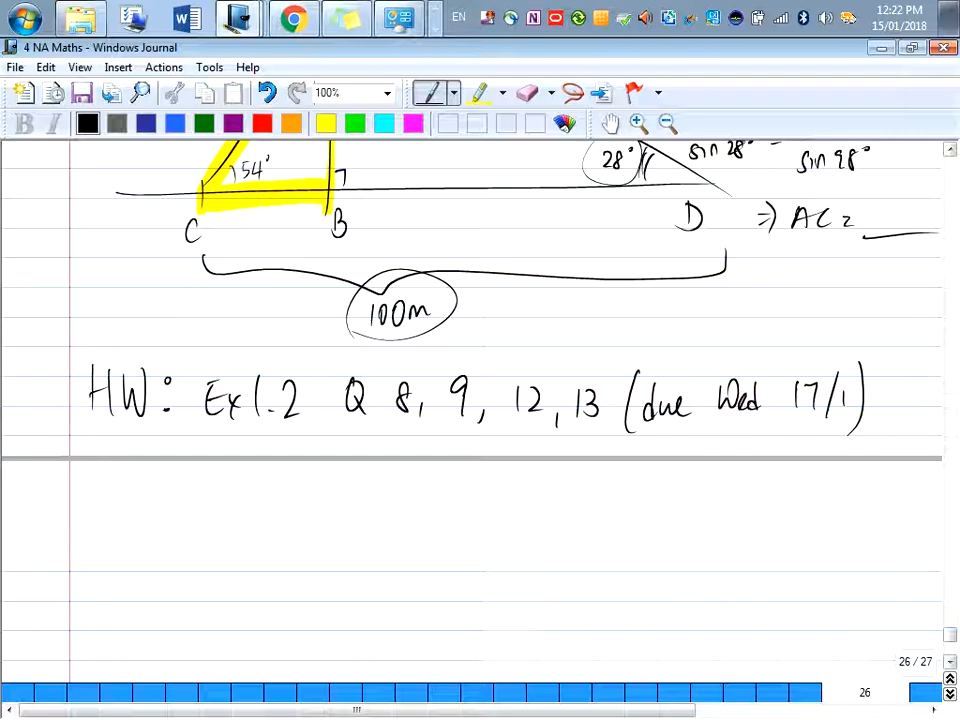 12:22 PM
EN
15/01/2018
4 NA Maths - Windows Journal
File Edit View Insert Actions Tools Help
100%
B I
54° 28° sin 28° sin 98°
C B D ⇒ AC =
100m
HW: Ex 1.2 Q 8, 9, 12, 13 (due Wed 17/1)
26 / 27
26